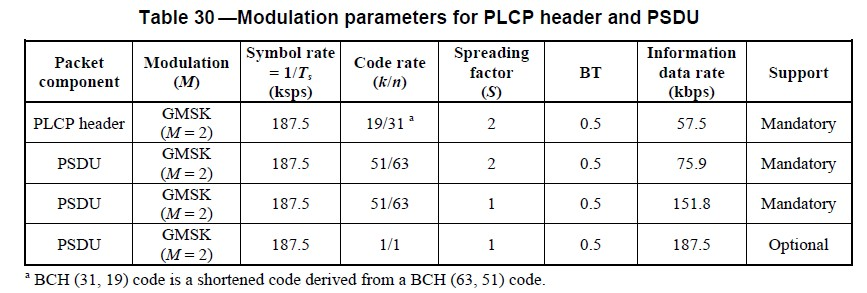 Table 30 —Modulation parameters for PLCP header and PSDU
Packet component Modulation (M) Symbol rate = 1/Ts (ksps) Code rate (k/n) Spreading factor (S) BT Information data rate (kbps) Support
PLCP header GMSK (M = 2) 187.5 19/31 a 2 0.5 57.5 Mandatory
PSDU GMSK (M = 2) 187.5 51/63 2 0.5 75.9 Mandatory
PSDU GMSK (M = 2) 187.5 51/63 1 0.5 151.8 Mandatory
PSDU GMSK (M = 2) 187.5 1/1 1 0.5 187.5 Optional
a BCH (31, 19) code is a shortened code derived from a BCH (63, 51) code.